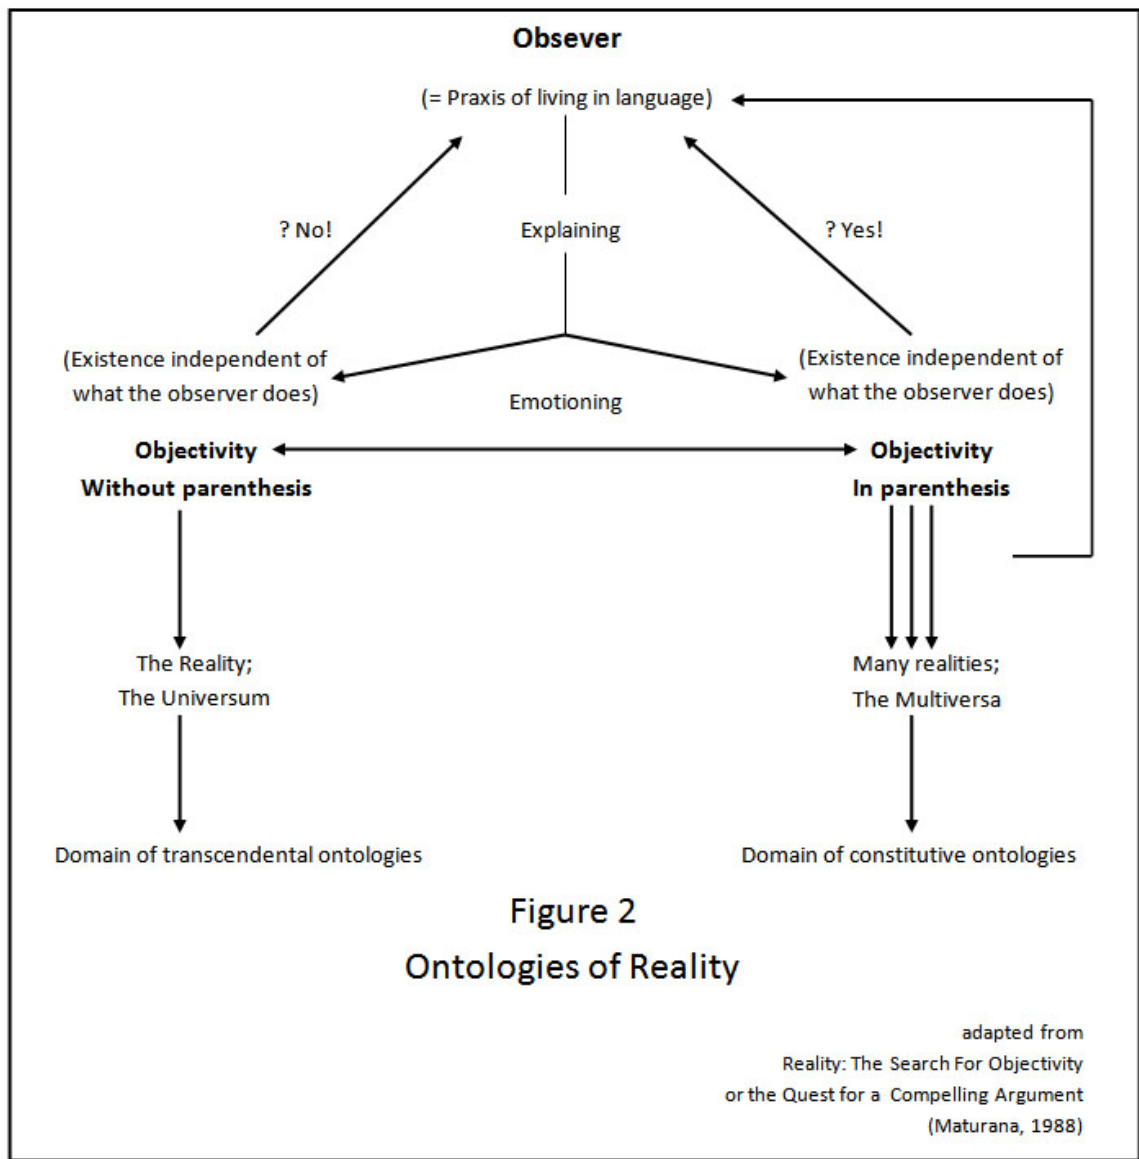 Obsever
(= Praxis of living in language)
? No!
Explaining
? Yes!
(Existence independent of
what the observer does)
(Existence independent of
what the observer does)
Emotioning
Objectivity
Without parenthesis
Objectivity
In parenthesis
The Reality;
The Universum
Many realities;
The Multiversa
Domain of transcendental ontologies
Domain of constitutive ontologies
Figure 2
Ontologies of Reality
adapted from
Reality: The Search For Objectivity
or the Quest for a Compelling Argument
(Maturana, 1988)